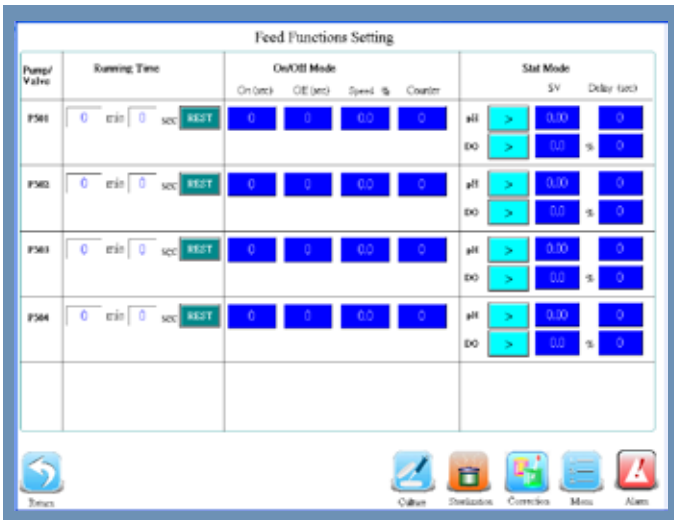 Feed Functions Setting
Pump/ Running Time On/Off Mode Stat Mode
Valve On (sec) Off (sec) Speed % Counter SV Delay (sec)
P501 0 min 0 sec REST 0 0 0.0 0 pH > 0.00 0
DO > 0.0 % 0
P502 0 min 0 sec REST 0 0 0.0 0 pH > 0.00 0
DO > 0.0 % 0
P503 0 min 0 sec REST 0 0 0.0 0 pH > 0.00 0
DO > 0.0 % 0
P504 0 min 0 sec REST 0 0 0.0 0 pH > 0.00 0
DO > 0.0 % 0
Return Culture Sterilization Correction Menu Alarm